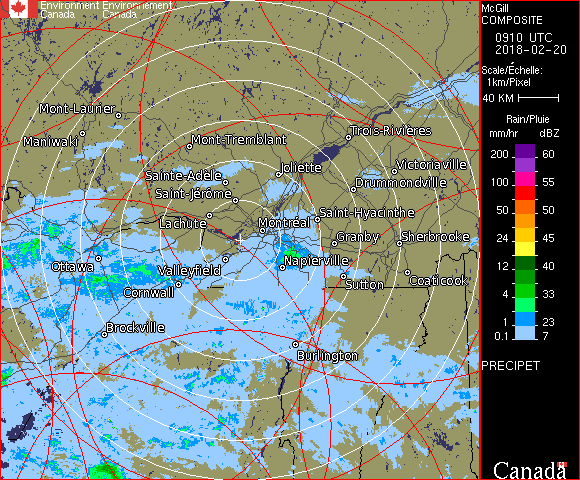 Environment Environnement
Canada Canada
McGill
COMPOSITE
0910 UTC
2018-02-20
Scale/Échelle:
1km/Pixel
40 KM
Rain/Pluie
mm/hr dBZ
200 60
100 55
50 50
24 45
12 40
4 33
1 23
0.1 7
PRECIPET
Canada
Mont-Laurier
Maniwaki
Mont-Tremblant
Trois-Rivières
Sainte-Adèle
Joliette
Victoriaville
Saint-Jérôme
Drummondville
Lachute
Montréal
Saint-Hyacinthe
Granby
Sherbrooke
Ottawa
Valleyfield
Napierville
Cornwall
Sutton
Coaticook
Brockville
Burlington